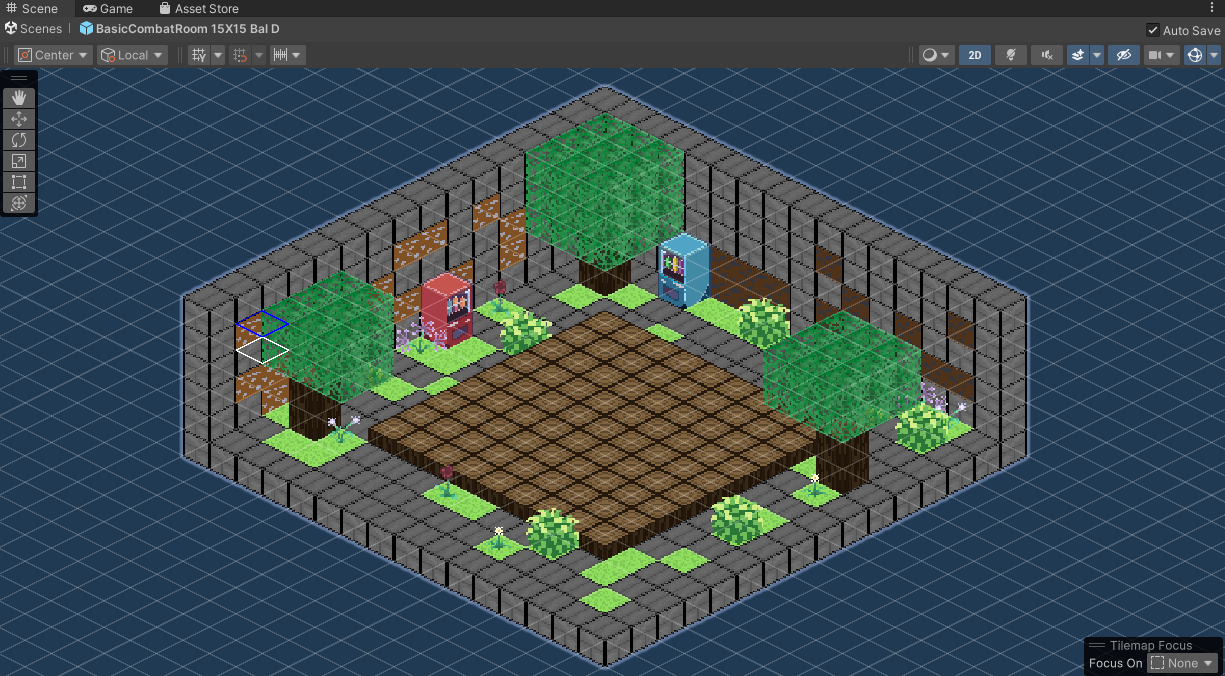 Scene Game Asset Store
Scenes BasicCombatRoom 15X15 Bal D Auto Save
Center Local 2D
Tilemap Focus
Focus On None